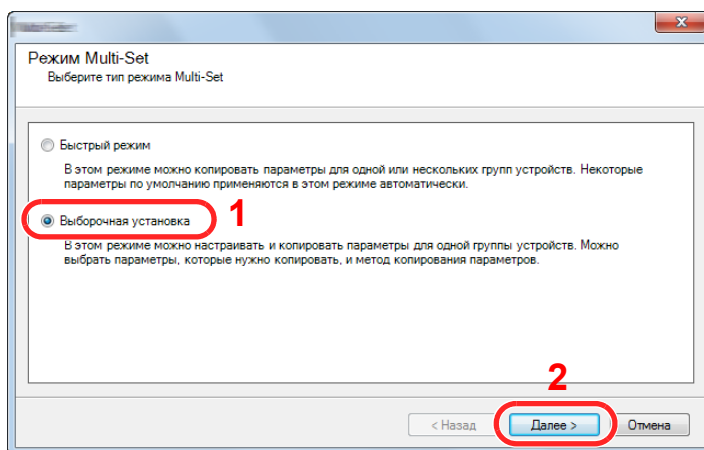 Режим Multi-Set
Выберите тип режима Multi-Set
Быстрый режим
В этом режиме можно копировать параметры для одной или нескольких групп устройств. Некоторые
параметры по умолчанию применяются в этом режиме автоматически.
Выборочная установка 1
В этом режиме можно настраивать и копировать параметры для одной группы устройств. Можно
выбрать параметры, которые нужно копировать, и метод копирования параметров.
2
< Назад Далее > Отмена